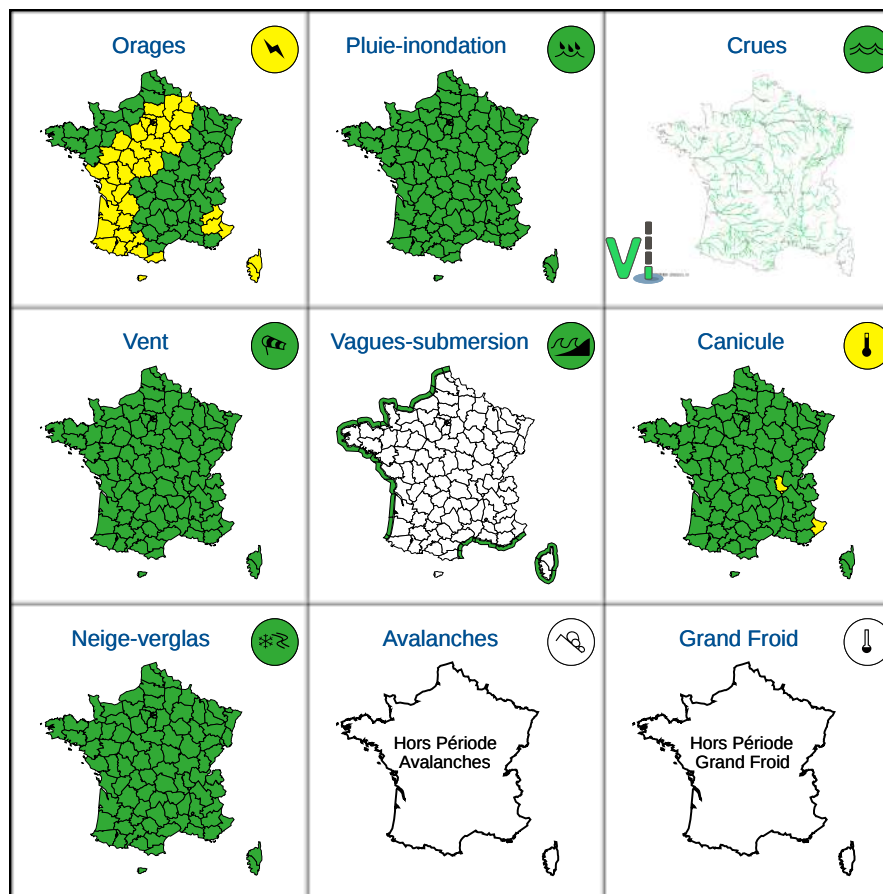 Orages
Pluie-inondation
Crues
Vent
Vagues-submersion
Canicule
Neige-verglas
Avalanches
Hors Période
Avalanches
Grand Froid
Hors Période
Grand Froid